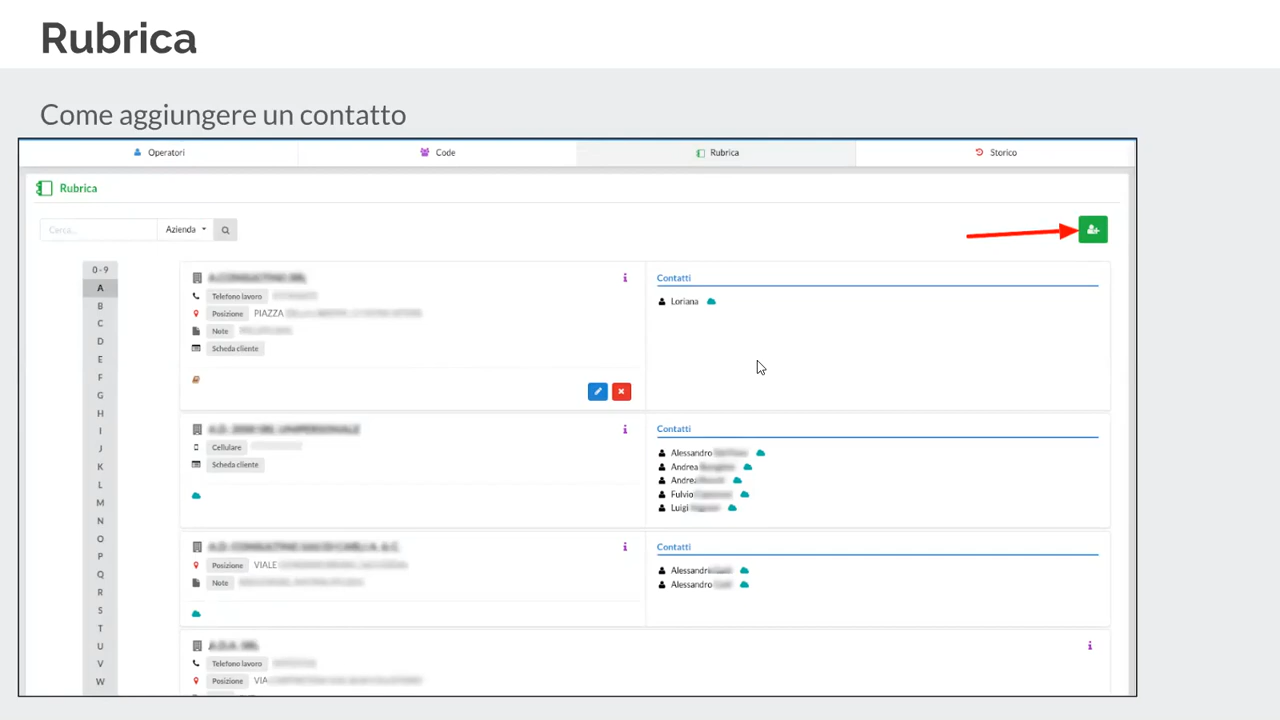 Rubrica
Come aggiungere un contatto
Operatori
Code
Rubrica
Storico
Rubrica
Cerca...
Azienda
0-9
A
B
C
D
E
F
G
H
I
J
K
L
M
N
O
P
Q
R
S
T
U
V
W
Telefono lavoro
Posizione PIAZZA
Note
Scheda cliente
Contatti
Loriana
Cellulare
Scheda cliente
Contatti
Alessandro
Andrea
Andrea
Fulvio
Luigi
Posizione VIALE
Note
Contatti
Alessandro
Alessandro
Telefono lavoro
Posizione VIA